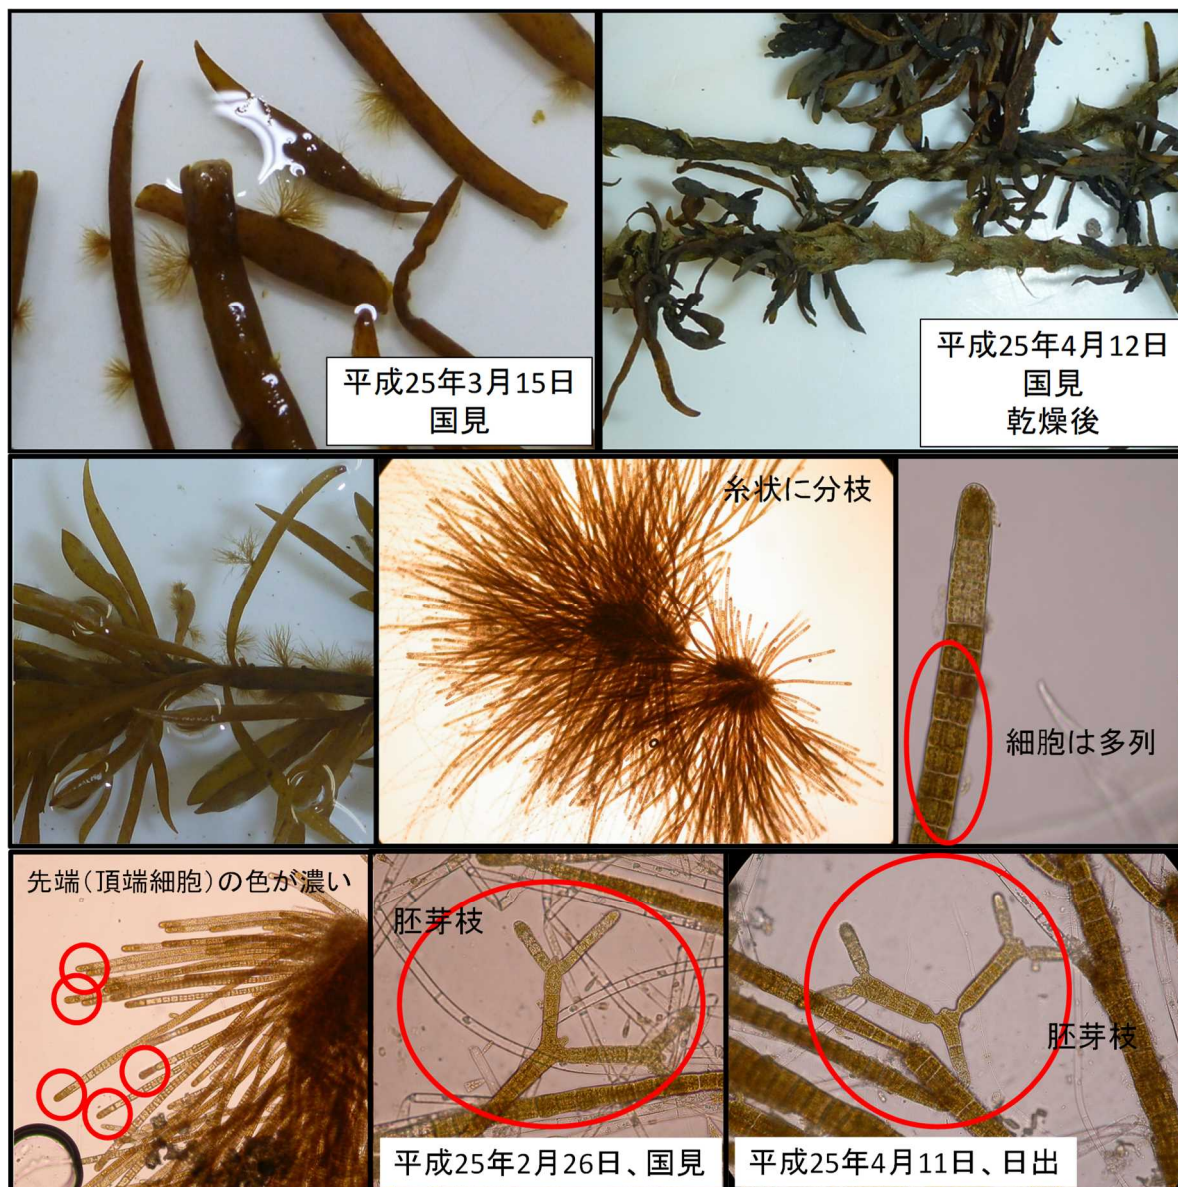 平成25年3月15日
国見
平成25年4月12日
国見
乾燥後
糸状に分枝
細胞は多列
先端(頂端細胞)の色が濃い
胚芽枝
胚芽枝
平成25年2月26日、国見
平成25年4月11日、日出